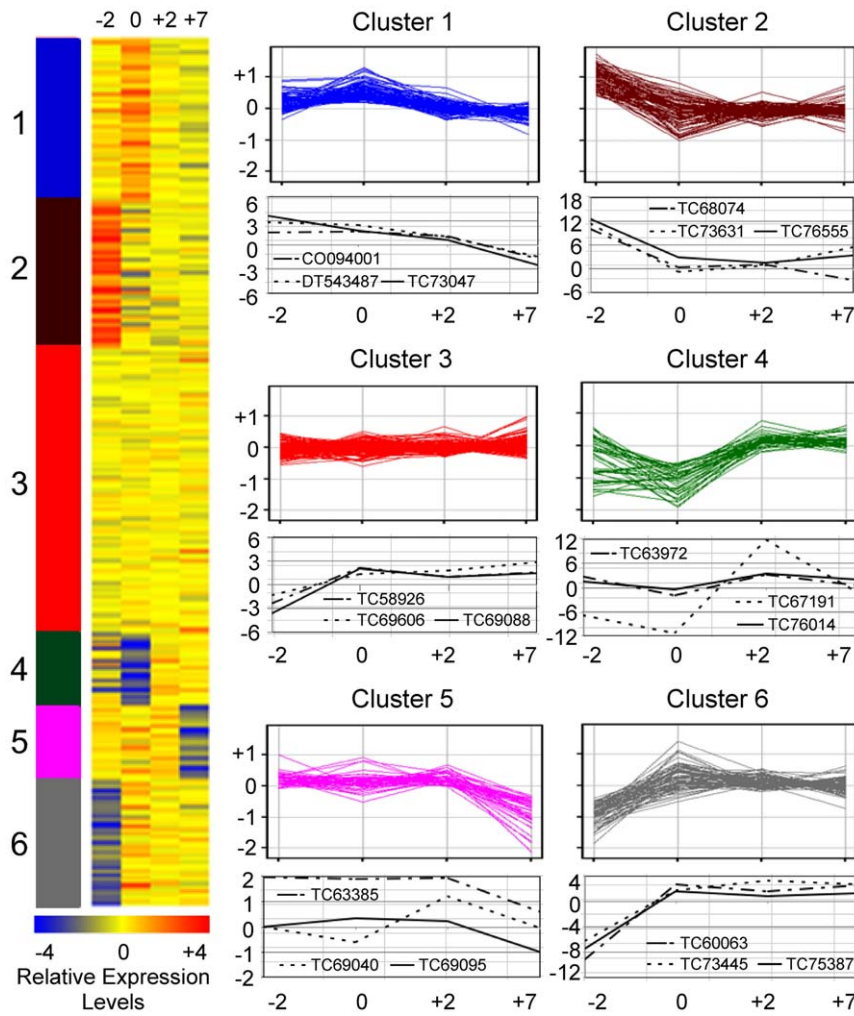 -2 0 +2 +7
1
2
3
4
5
6
-4 0 +4
Relative Expression
Levels
Cluster 1
+1
0
-1
-2
6
3
0
-3
-6
CO094001
DT543487 TC73047
-2 0 +2 +7
Cluster 2
18
12
6
0
-6
TC68074
TC73631 TC76555
-2 0 +2 +7
Cluster 3
+1
0
-1
-2
6
3
0
-3
-6
TC58926
TC69606 TC69088
-2 0 +2 +7
Cluster 4
12
6
0
-6
-12
TC63972
TC67191
TC76014
-2 0 +2 +7
Cluster 5
+1
0
-1
-2
2
1
0
-1
-2
TC63385
TC69040 TC69095
-2 0 +2 +7
Cluster 6
4
0
-4
-8
-12
TC60063
TC73445 TC75387
-2 0 +2 +7